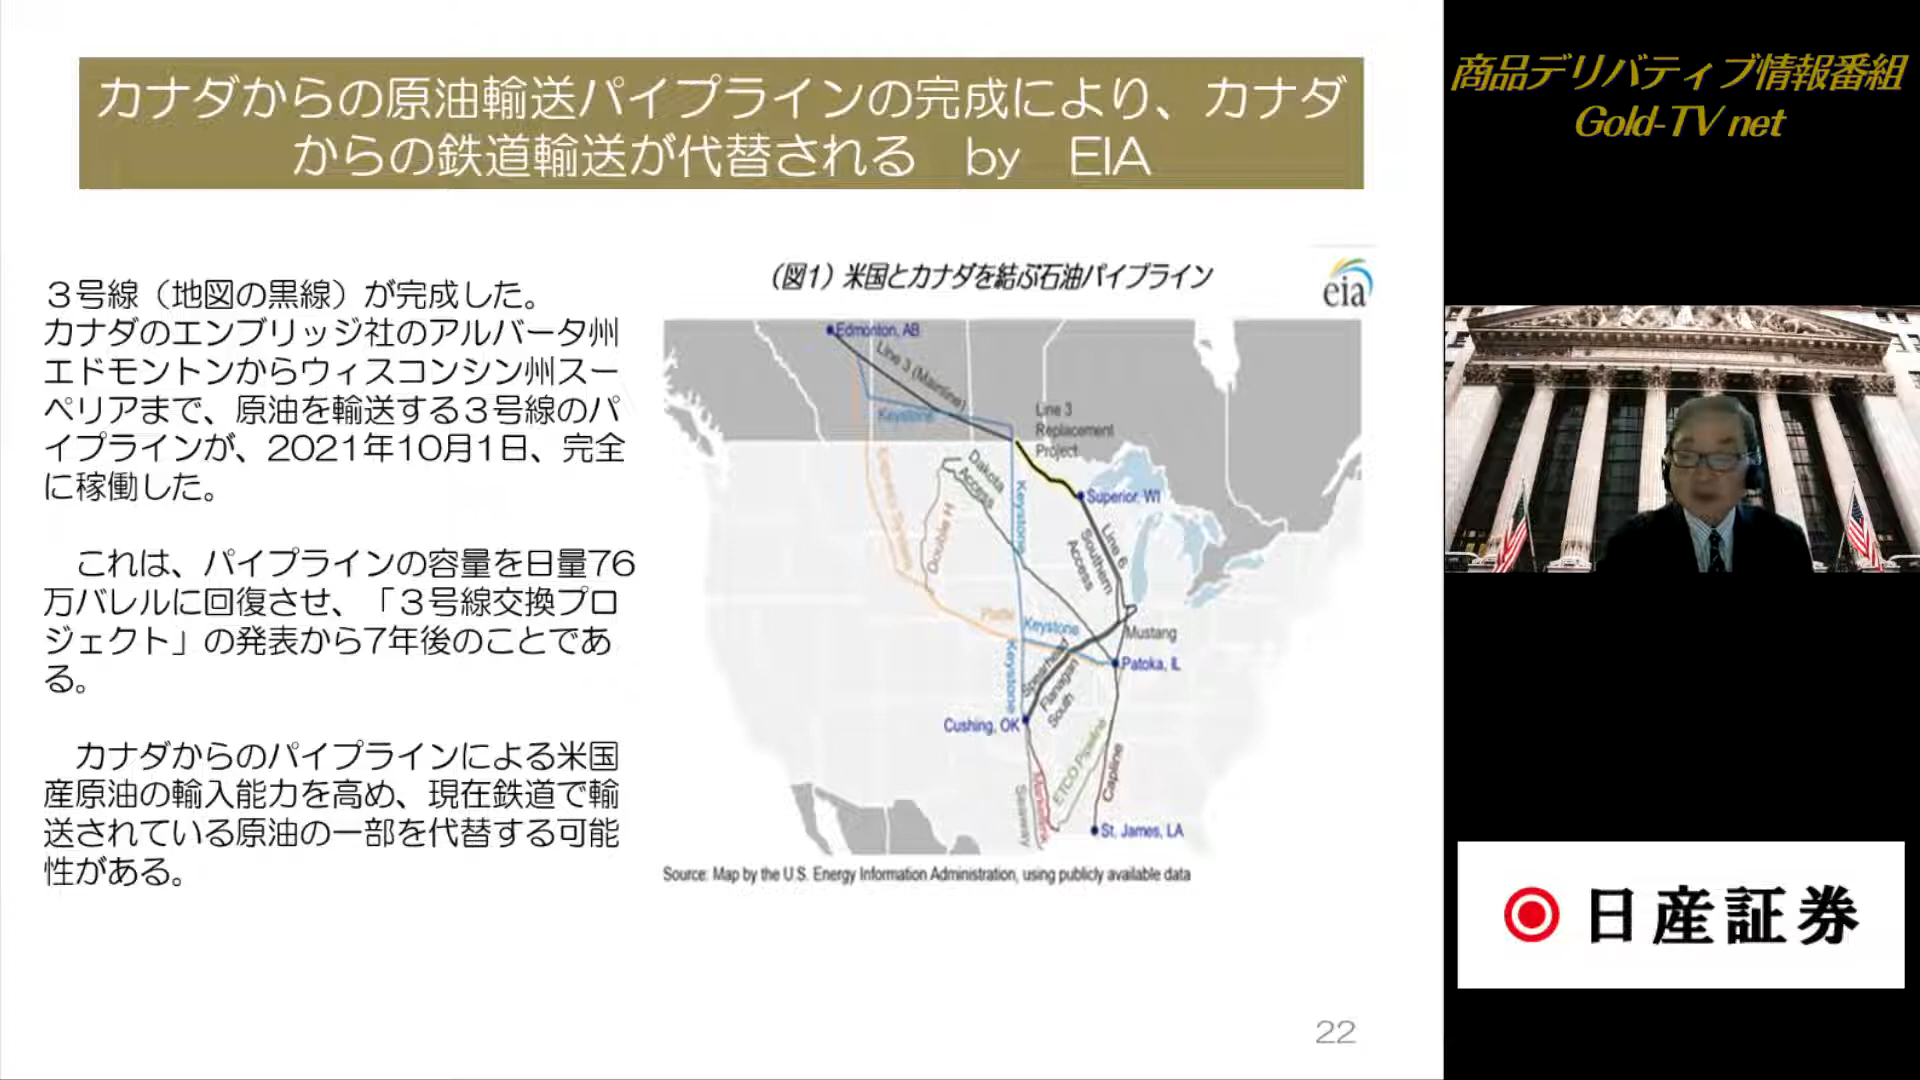 カナダからの原油輸送パイプラインの完成により、カナダ
からの鉄道輸送が代替される　by　EIA
３号線（地図の黒線）が完成した。
カナダのエンブリッジ社のアルバータ州
エドモントンからウィスコンシン州スー
ペリアまで、原油を輸送する３号線のパ
イプラインが、2021年10月1日、完全
に稼働した。
これは、パイプラインの容量を日量76
万バレルに回復させ、「３号線交換プロ
ジェクト」の発表から7年後のことであ
る。
カナダからのパイプラインによる米国
産原油の輸入能力を高め、現在鉄道で輸
送されている原油の一部を代替する可能
性がある。
（図1）米国とカナダを結ぶ石油パイプライン
eia
Edmonton, AB
Line 3 (Mainline)
Keystone
Line 3
Replacement
Project
Dakota
Access
Keystone
Superior, WI
Double H
Line 6
Southern
Access
Platte
Keystone
Mustang
Keystone
Patoka, IL
Spearhead
Flanagan
South
Cushing, OK
ETCO Pipeline
Capline
Seaway
Marketlink
St. James, LA
Source: Map by the U.S. Energy Information Administration, using publicly available data
22
商品デリバティブ情報番組
Gold-TV net
日産証券